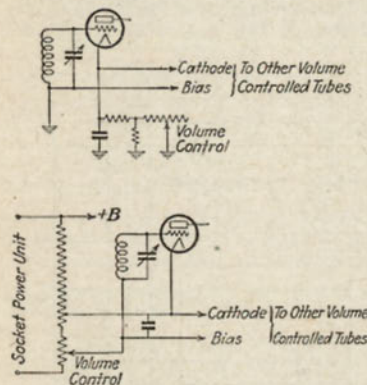 Cathode To Other Volume
Bias Controlled Tubes
Volume
Control
+B
Socket Power Unit
Cathode To Other Volume
Bias Controlled Tubes
Volume
Control